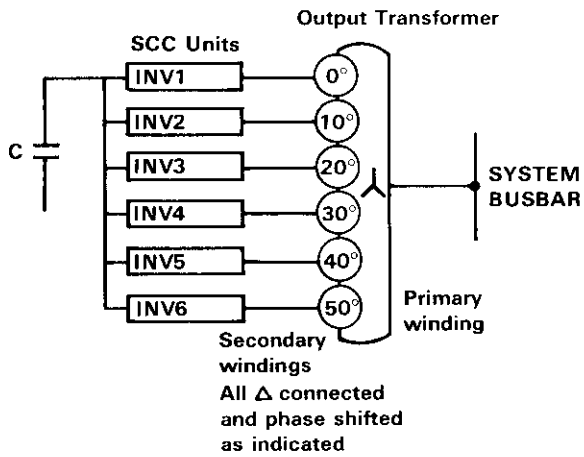 Output Transformer
SCC Units
INV1
0°
INV2
10°
C
INV3
20°
SYSTEM
BUSBAR
INV4
30°
INV5
40°
INV6
50°
Primary
winding
Secondary
windings
All Δ connected
and phase shifted
as indicated